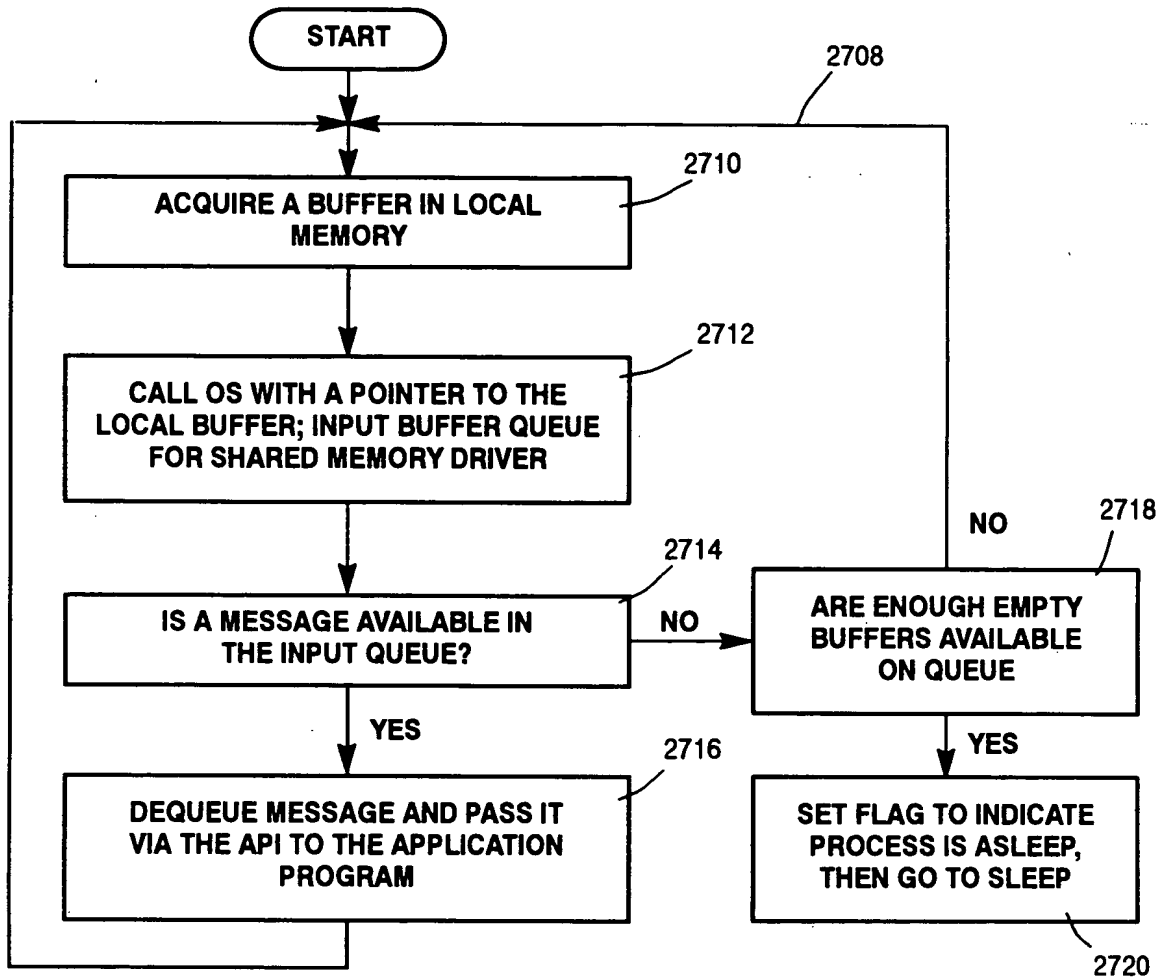 START
2708
2710
ACQUIRE A BUFFER IN LOCAL
MEMORY
2712
CALL OS WITH A POINTER TO THE
LOCAL BUFFER; INPUT BUFFER QUEUE
FOR SHARED MEMORY DRIVER
2714
IS A MESSAGE AVAILABLE IN
THE INPUT QUEUE?
NO
NO
2718
ARE ENOUGH EMPTY
BUFFERS AVAILABLE
ON QUEUE
YES
2716
DEQUEUE MESSAGE AND PASS IT
VIA THE API TO THE APPLICATION
PROGRAM
YES
SET FLAG TO INDICATE
PROCESS IS ASLEEP,
THEN GO TO SLEEP
2720